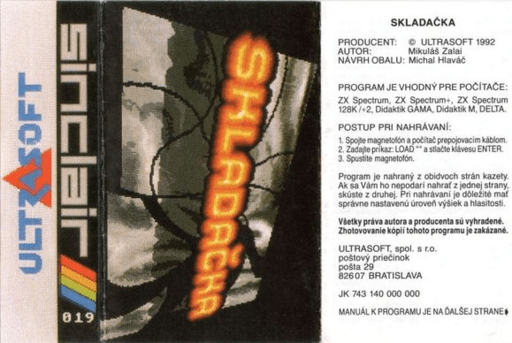 ULTRASOFT
sinclair
019
SKLADAČKA
SKLADAČKA
PRODUCENT: © ULTRASOFT 1992
AUTOR: Mikuláš Zalai
NÁVRH OBALU: Michal Hlaváč
PROGRAM JE VHODNÝ PRE POČÍTAČE:
ZX Spectrum, ZX Spectrum+, ZX Spectrum
128K /+2, Didaktik GAMA, Didaktik M, DELTA.
POSTUP PRI NAHRÁVANÍ:
1. Spojte magnetofón a počítač prepojovacím káblom.
2. Zadajte príkaz: LOAD "" a stlačte klávesu ENTER.
3. Spustite magnetofón.
Program je nahraný z obidvoch strán kazety.
Ak sa Vám ho nepodarí nahrať z jednej strany,
skúste z druhej. Pri nahrávaní je dôležité mať
správne nastavenú úroveň výšiek a hlasitosti.
Všetky práva autora a producenta sú vyhradené.
Zhotovovanie kópií tohoto programu je zakázané.
ULTRASOFT, spol. s r.o.
poštový priečinok
pošta 29
82607 BRATISLAVA
JK 743 140 000 000
MANUÁL K PROGRAMU JE NA ĎALŠEJ STRANE